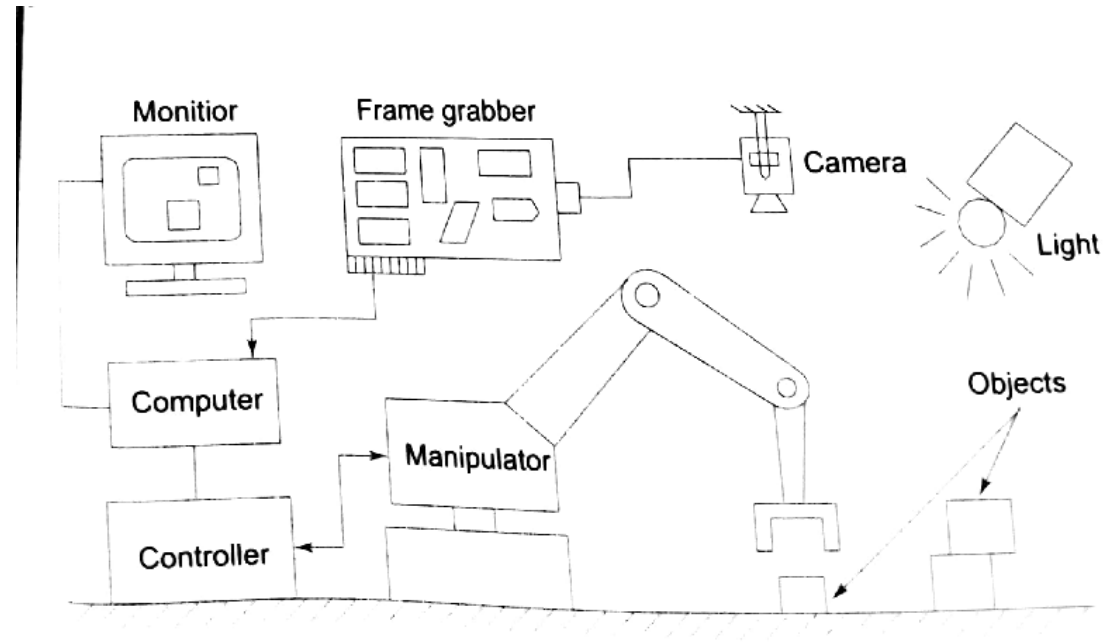 Monitior
Frame grabber
Camera
Light
Computer
Objects
Manipulator
Controller